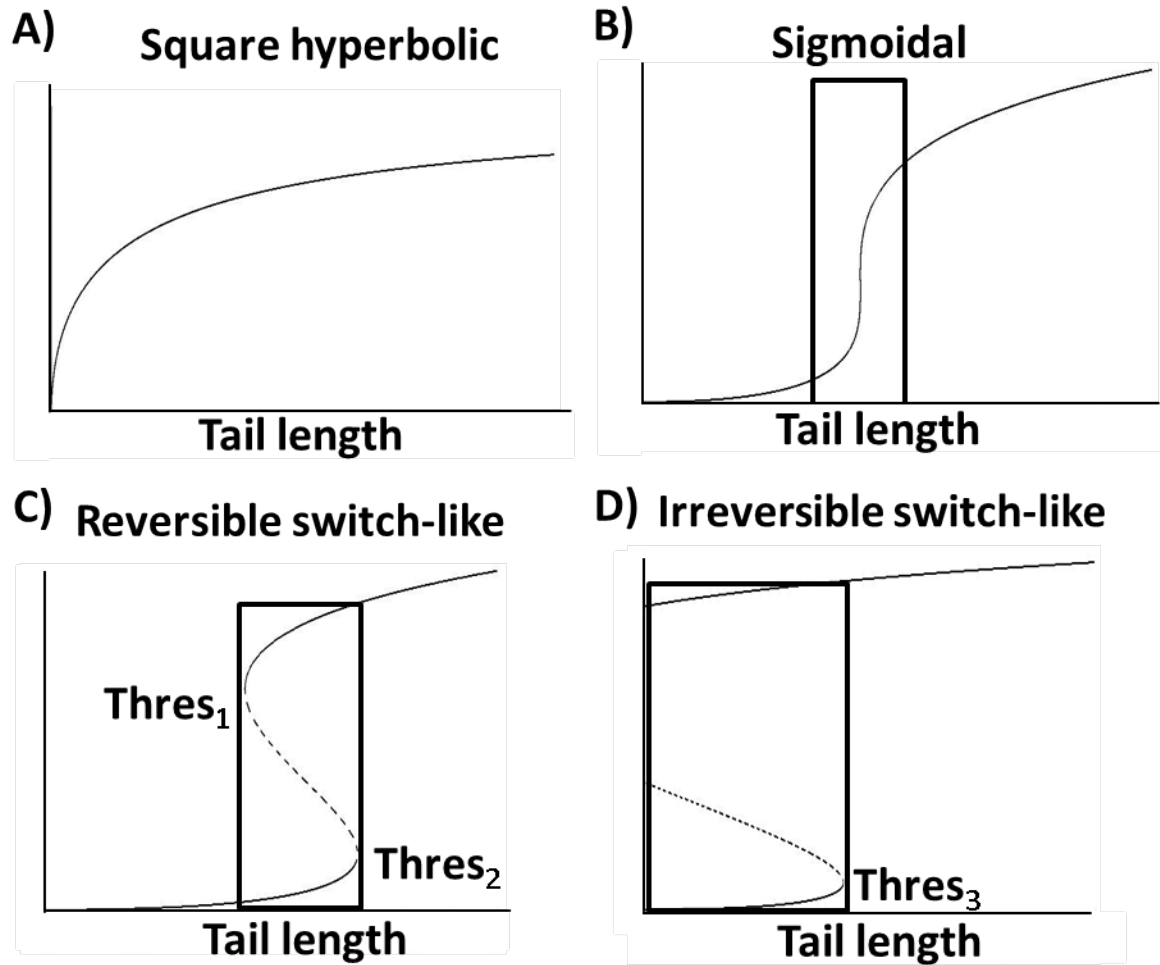 A)
Square hyperbolic
Tail length
B)
Sigmoidal
Tail length
C)
Reversible switch-like
Thres₁
Thres₂
Tail length
D)
Irreversible switch-like
Thres₃
Tail length